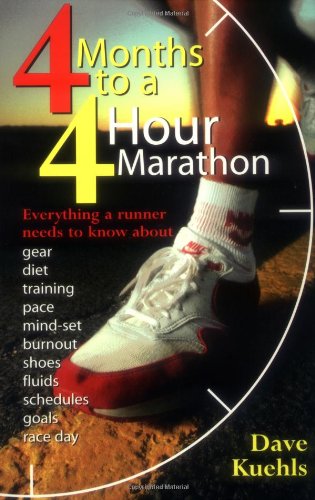 4 Months
to a
4 Hour
Marathon
Everything a runner
needs to know about
gear
diet
training
pace
mind-set
burnout
shoes
fluids
schedules
goals
race day
NIKE
Dave
Kuehls